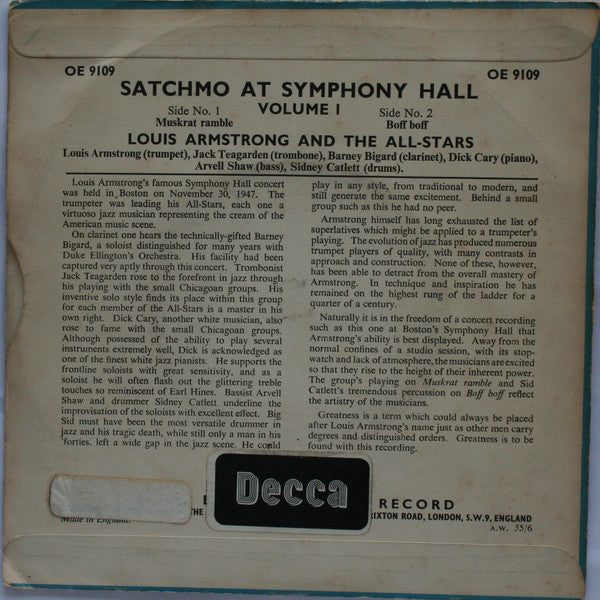 OE 9109
OE 9109
SATCHMO AT SYMPHONY HALL
VOLUME I
Side No. 1
Muskrat ramble
Side No. 2
Boff boff
LOUIS ARMSTRONG AND THE ALL-STARS
Louis Armstrong (trumpet), Jack Teagarden (trombone), Barney Bigard (clarinet), Dick Cary (piano),
Arvell Shaw (bass), Sidney Catlett (drums).
Louis Armstrong's famous Symphony Hall concert
was held in Boston on November 30, 1947. The
trumpeter was leading his All-Stars, each one a
virtuoso jazz musician representing the cream of the
American music scene.
On clarinet one hears the technically-gifted Barney
Bigard, a soloist distinguished for many years with
Duke Ellington's Orchestra. His facility had been
captured very aptly through this concert. Trombonist
Jack Teagarden rose to the forefront in jazz through
his playing with the small Chicagoan groups. His
inventive solo style finds its place within this group
for each member of the All-Stars is a master in his
own right. Dick Cary, another white musician, also
rose to fame with the small Chicagoan groups.
Although possessed of the ability to play several
instruments extremely well, Dick is acknowledged as
one of the finest white jazz pianists. He supports the
frontline soloists with great sensitivity, and as a
soloist he will often flash out the glittering treble
touches so reminiscent of Earl Hines. Bassist Arvell
Shaw and drummer Sidney Catlett underline the
improvisation of the soloists with excellent effect. Big
Sid must have been the most versatile drummer in
jazz and his tragic death, while still only a man in his
'forties, left a wide gap in the jazz scene. He could
play in any style, from traditional to modern, and
still generate the same excitement. Behind a small
group such as this he had no peer.
Armstrong himself has long exhausted the list of
superlatives which might be applied to a trumpeter's
playing. The evolution of jazz has produced numerous
trumpet players of quality, with many contrasts in
approach and construction. None of these, however,
has been able to detract from the overall mastery of
Armstrong. In technique and inspiration he has
remained on the highest rung of the ladder for a
quarter of a century.
Naturally it is in the freedom of a concert recording
such as this one at Boston's Symphony Hall that
Armstrong's ability is best displayed. Away from the
normal confines of a studio session, with its stop-
watch and lack of atmosphere, the musicians are excited
so that they rise to the height of their inherent power.
The group's playing on Muskrat ramble and Sid
Catlett's tremendous percussion on Boff boff reflect
the artistry of the musicians.
Greatness is a term which could always be placed
after Louis Armstrong's name just as other men carry
degrees and distinguished orders. Greatness is to be
found with this recording.
Decca
RECORD
THE
RIXTON ROAD, LONDON, S.W.9, ENGLAND
Made in England.
A.W. 55/6